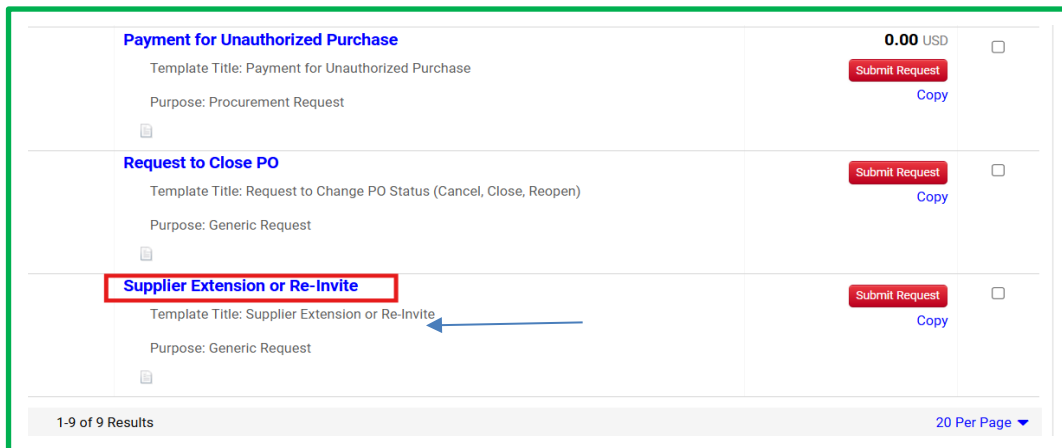 Payment for Unauthorized Purchase
0.00 USD
Template Title: Payment for Unauthorized Purchase
Submit Request
Purpose: Procurement Request
Copy
Request to Close PO
Submit Request
Template Title: Request to Change PO Status (Cancel, Close, Reopen)
Copy
Purpose: Generic Request
Supplier Extension or Re-Invite
Submit Request
Template Title: Supplier Extension or Re-Invite
Copy
Purpose: Generic Request
1-9 of 9 Results
20 Per Page